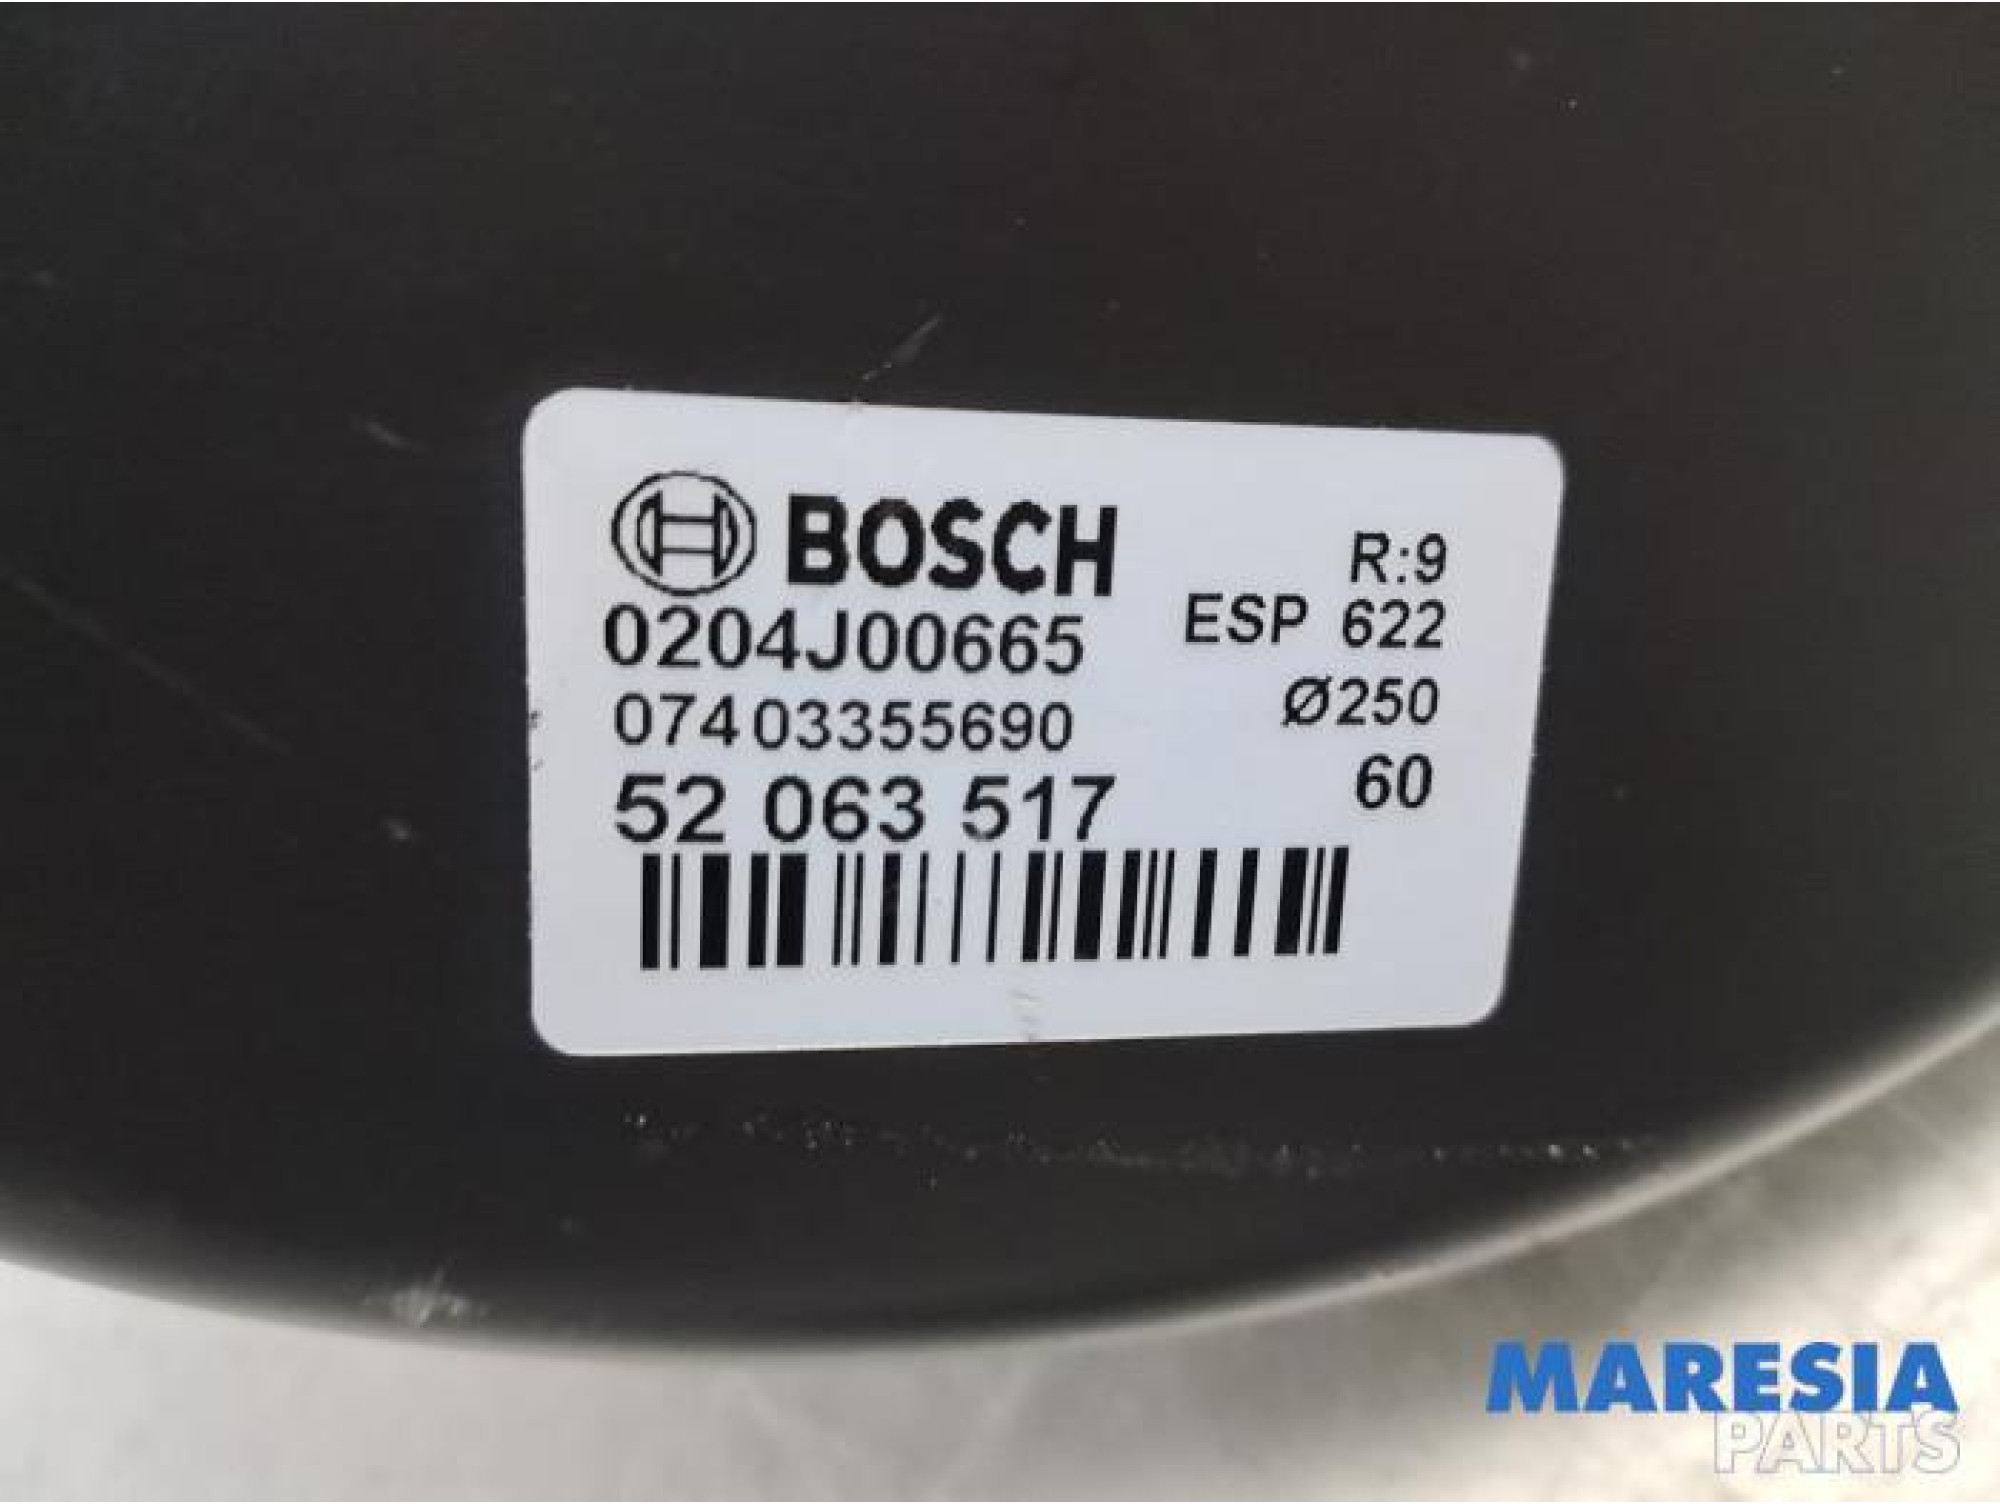 BOSCH
0204J00665
07403355690
52 063 517
R:9
ESP 622
Ø250
60
MARESIA
PARTS